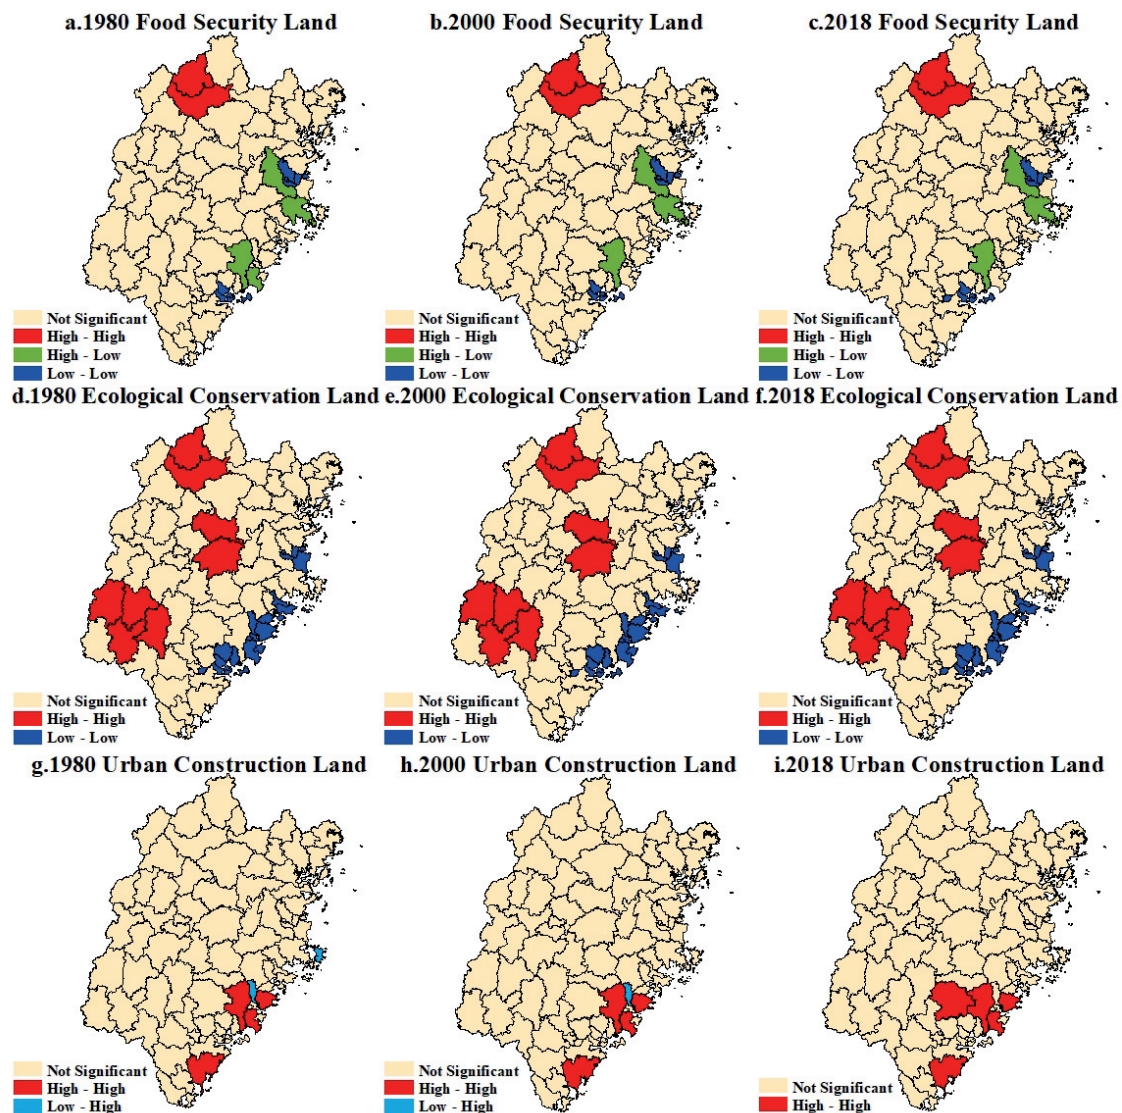 a.1980 Food Security Land
b.2000 Food Security Land
c.2018 Food Security Land
Not Significant
High - High
High - Low
Low - Low
Not Significant
High - High
High - Low
Low - Low
Not Significant
High - High
High - Low
Low - Low
d.1980 Ecological Conservation Land
e.2000 Ecological Conservation Land
f.2018 Ecological Conservation Land
Not Significant
High - High
Low - Low
Not Significant
High - High
Low - Low
Not Significant
High - High
Low - Low
g.1980 Urban Construction Land
h.2000 Urban Construction Land
i.2018 Urban Construction Land
Not Significant
High - High
Low - High
Not Significant
High - High
Low - High
Not Significant
High - High